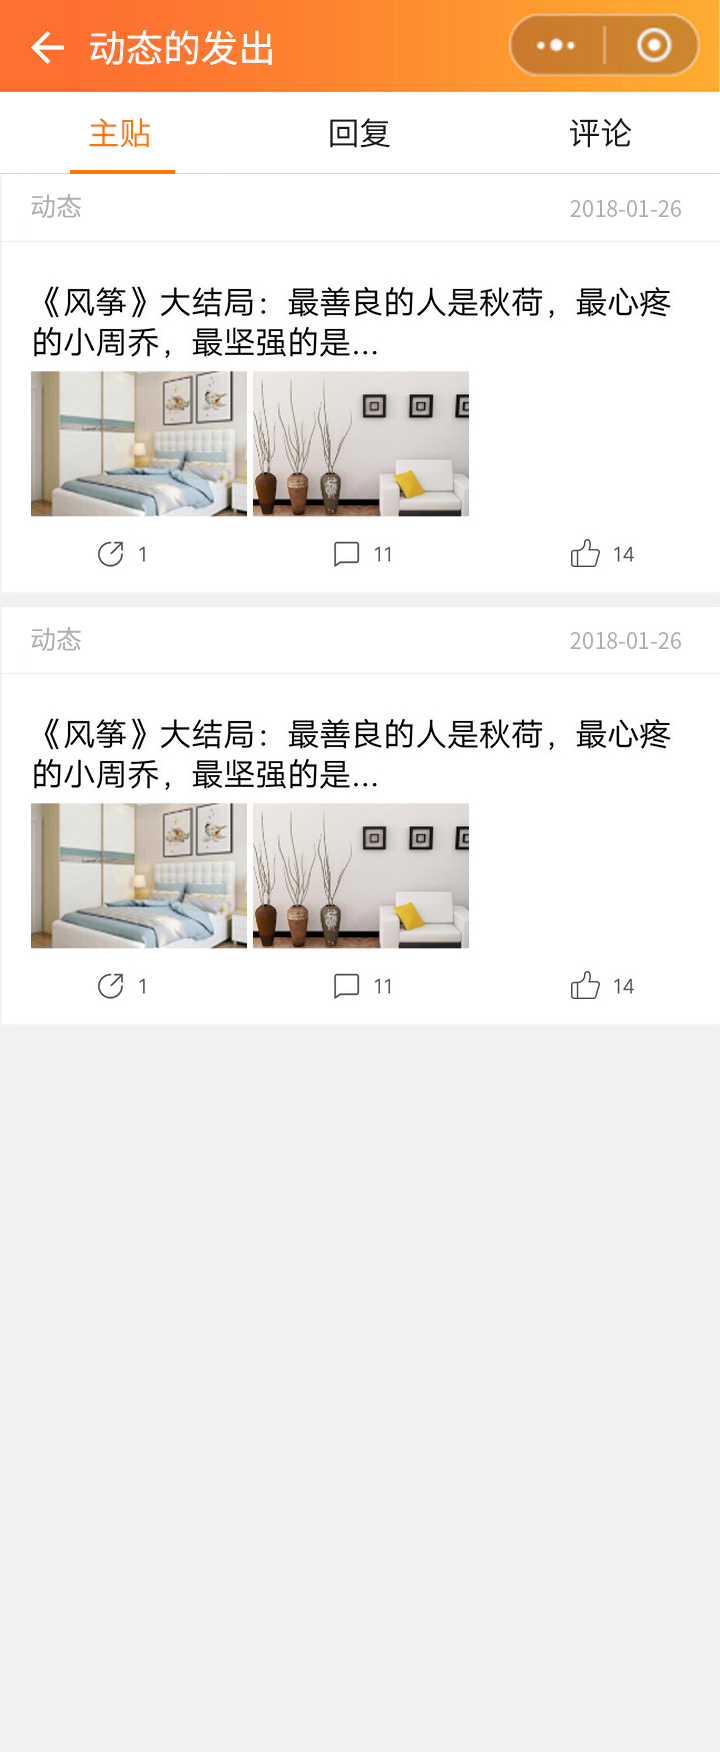 动态的发出
主贴 回复 评论
动态 2018-01-26
《风筝》大结局：最善良的人是秋荷，最心疼
的小周乔，最坚强的是...
1 11 14
动态 2018-01-26
《风筝》大结局：最善良的人是秋荷，最心疼
的小周乔，最坚强的是...
1 11 14